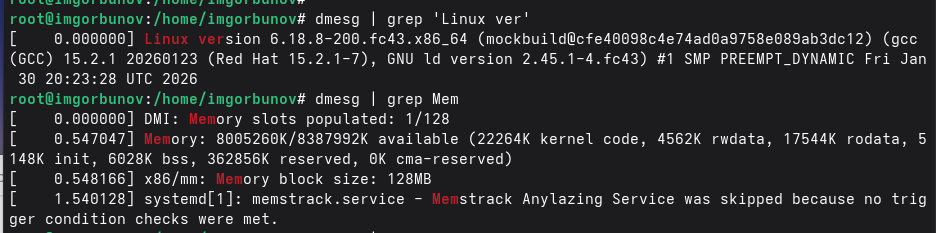 root@imgorbunov:/home/imgorbunov#
root@imgorbunov:/home/imgorbunov# dmesg | grep 'Linux ver'
[    0.000000] Linux version 6.18.8-200.fc43.x86_64 (mockbuild@cfe40098c4e74ad0a9758e089ab3dc12) (gcc
(GCC) 15.2.1 20260123 (Red Hat 15.2.1-7), GNU ld version 2.45.1-4.fc43) #1 SMP PREEMPT_DYNAMIC Fri Jan
30 20:23:28 UTC 2026
root@imgorbunov:/home/imgorbunov# dmesg | grep Mem
[    0.000000] DMI: Memory slots populated: 1/128
[    0.547047] Memory: 8005260K/8387992K available (22264K kernel code, 4562K rwdata, 17544K rodata, 5
148K init, 6028K bss, 362856K reserved, 0K cma-reserved)
[    0.548166] x86/mm: Memory block size: 128MB
[    1.540128] systemd[1]: memstrack.service - Memstrack Anylazing Service was skipped because no trig
ger condition checks were met.